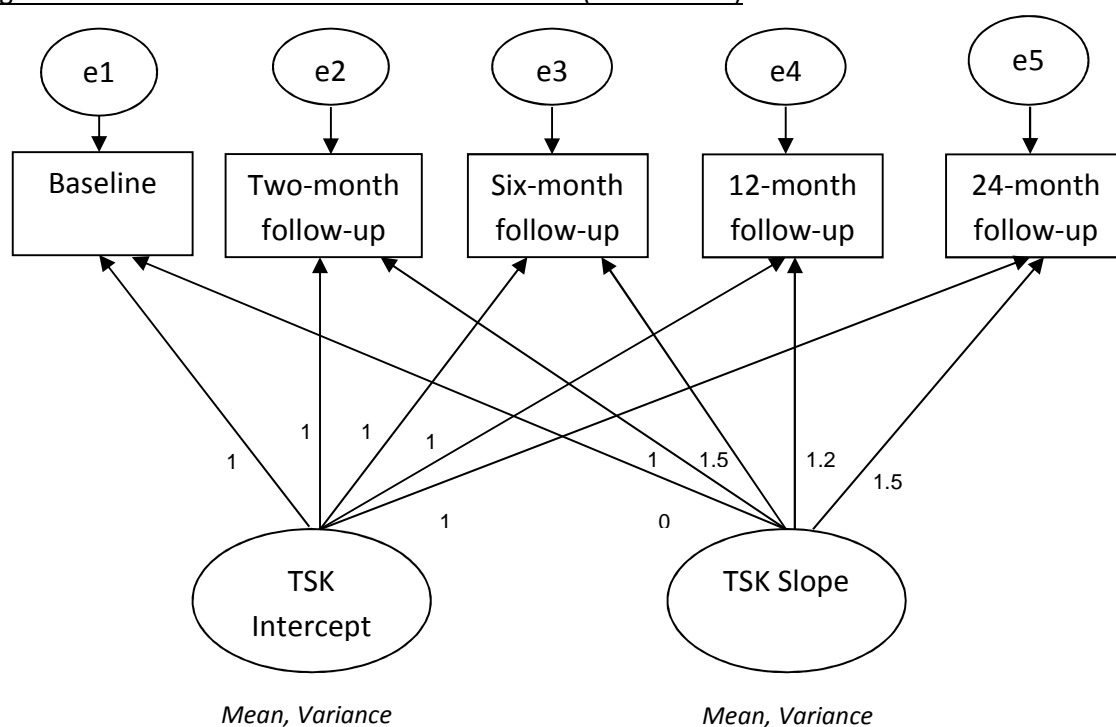 e1
e2
e3
e4
e5
Baseline
Two-month
follow-up
Six-month
follow-up
12-month
follow-up
24-month
follow-up
1
1
1
1
1
0
1
1.5
1.2
1.5
TSK
Intercept
TSK Slope
Mean, Variance
Mean, Variance